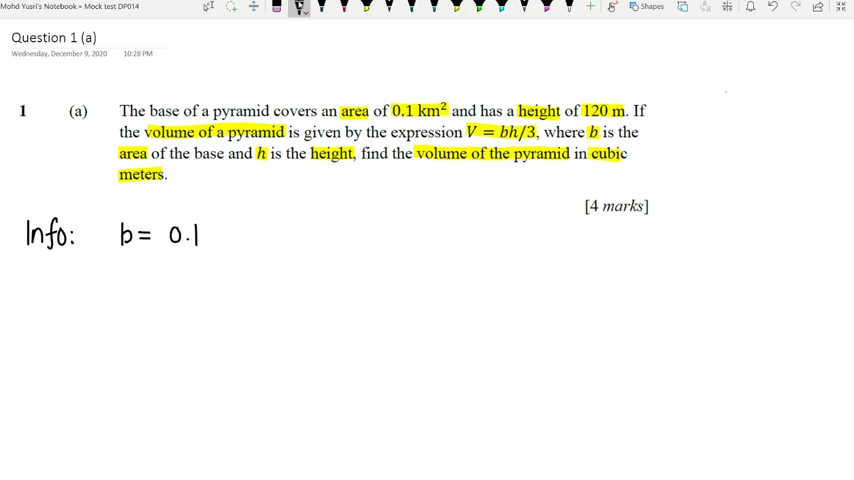 Mohd Yusri's Notebook » Mock test DP014
Shapes
Question 1 (a)
Wednesday, December 9, 2020 10:28 PM
1 (a) The base of a pyramid covers an area of 0.1 km² and has a height of 120 m. If
the volume of a pyramid is given by the expression V = bh/3, where b is the
area of the base and h is the height, find the volume of the pyramid in cubic
meters.
[4 marks]
Info: b = 0.1